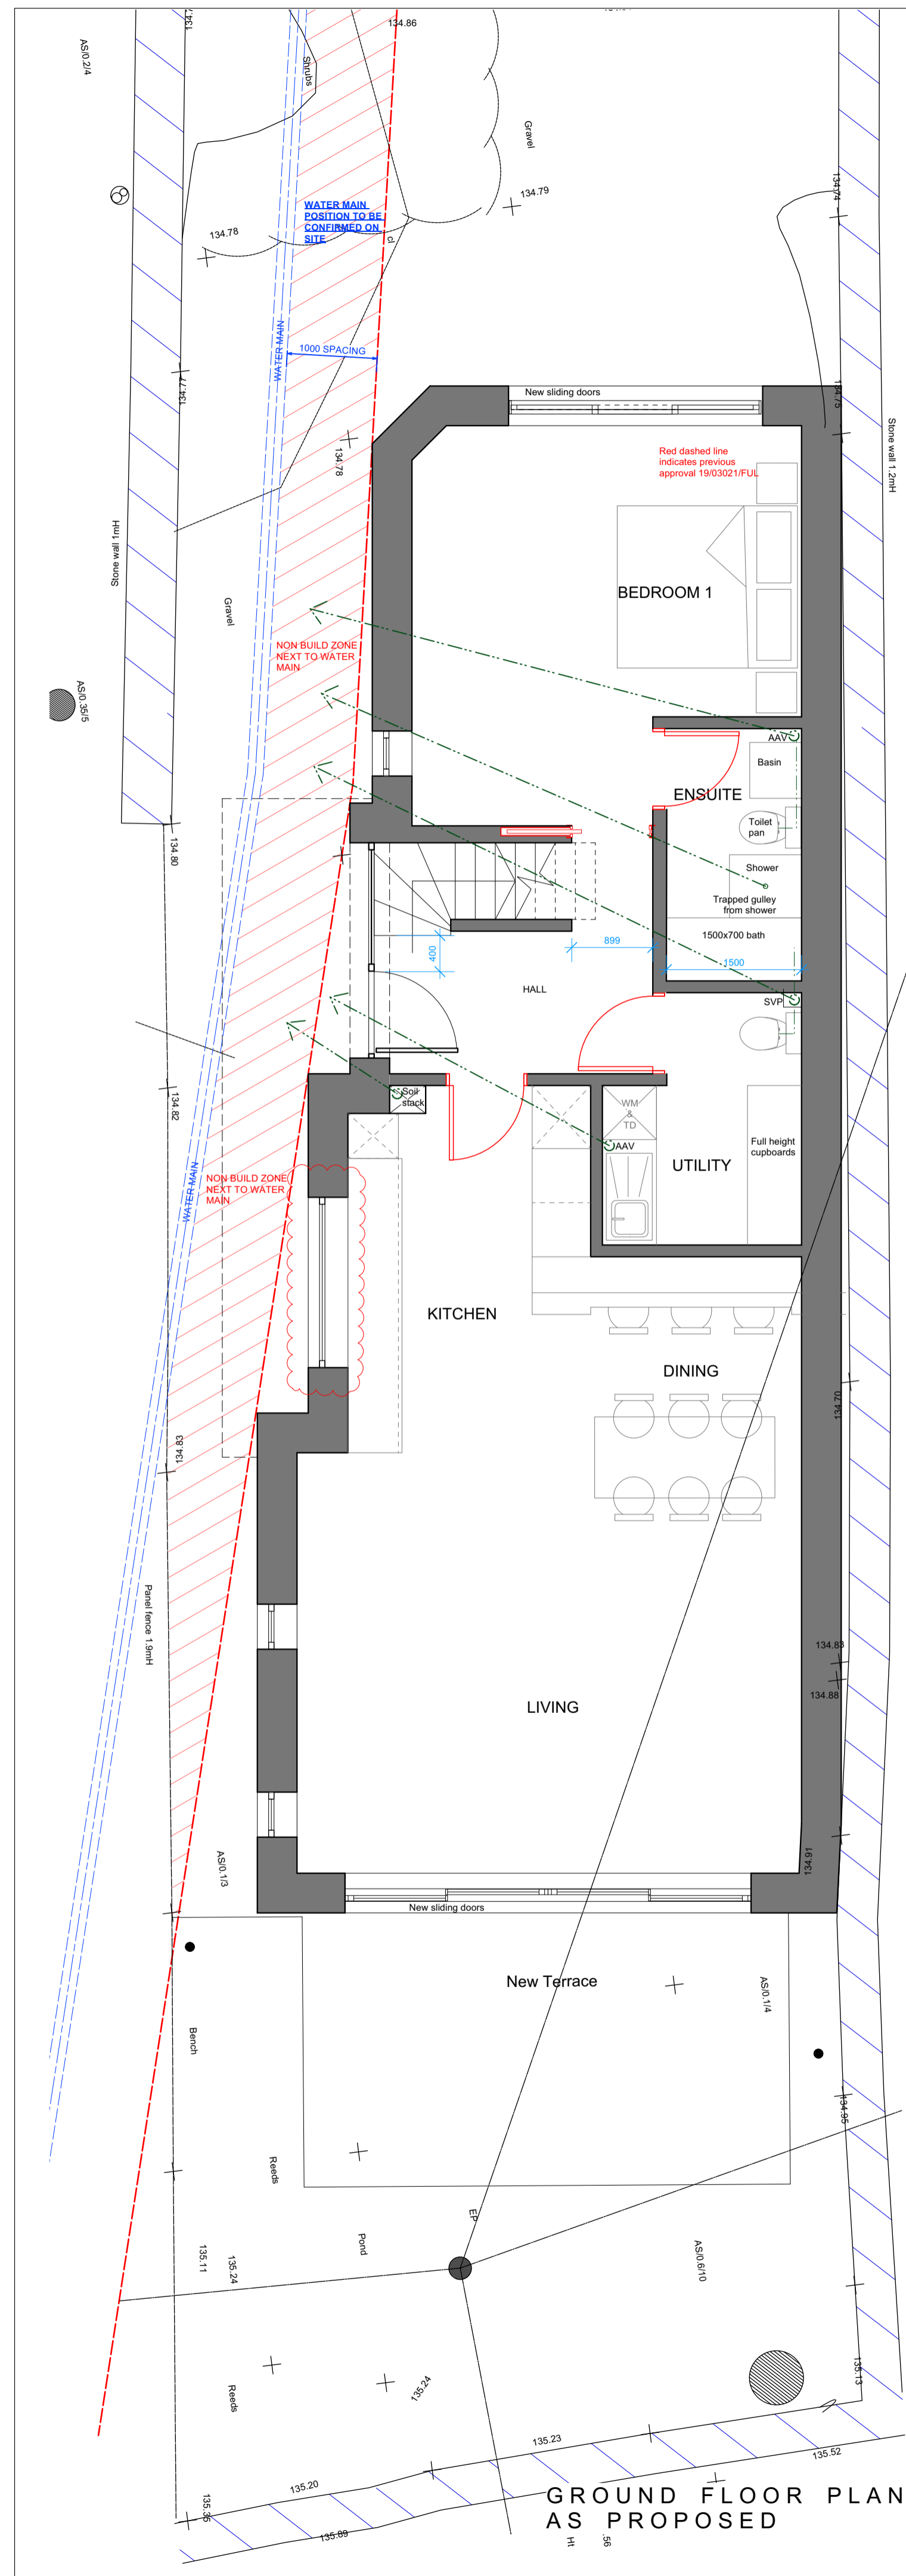 134.86
AS/0.2/4
Shrubs
Gravel
134.79
134.74
WATER MAIN
POSITION TO BE
CONFIRMED ON
SITE
cl
134.78
WATER MAIN
1000 SPACING
134.77
New sliding doors
134.75
Stone wall 1.2mH
134.78
Red dashed line
indicates previous
approval 19/03021/FUL
Stone wall 1mH
BEDROOM 1
Gravel
NON BUILD ZONE
NEXT TO WATER
MAIN
AS/0.35/5
AAV
Basin
ENSUITE
Toilet
pan
134.80
Shower
Trapped gulley
from shower
1500x700 bath
400
899
1500
HALL
SVP
134.82
Soil
stack
WM
&
TD
AAV
Full height
cupboards
UTILITY
WATER MAIN
NON BUILD ZONE
NEXT TO WATER
MAIN
KITCHEN
DINING
134.70
134.83
Panel fence 1.9mH
134.83
134.88
LIVING
AS/0.1/3
134.91
New sliding doors
New Terrace
AS/0.1/4
Bench
134.95
Reeds
EP
Pond
135.11
135.24
AS/0.6/10
135.13
135.24
Reeds
135.23
135.52
135.20
135.35
135.89
GROUND FLOOR PLAN
AS PROPOSED
Ht
.56